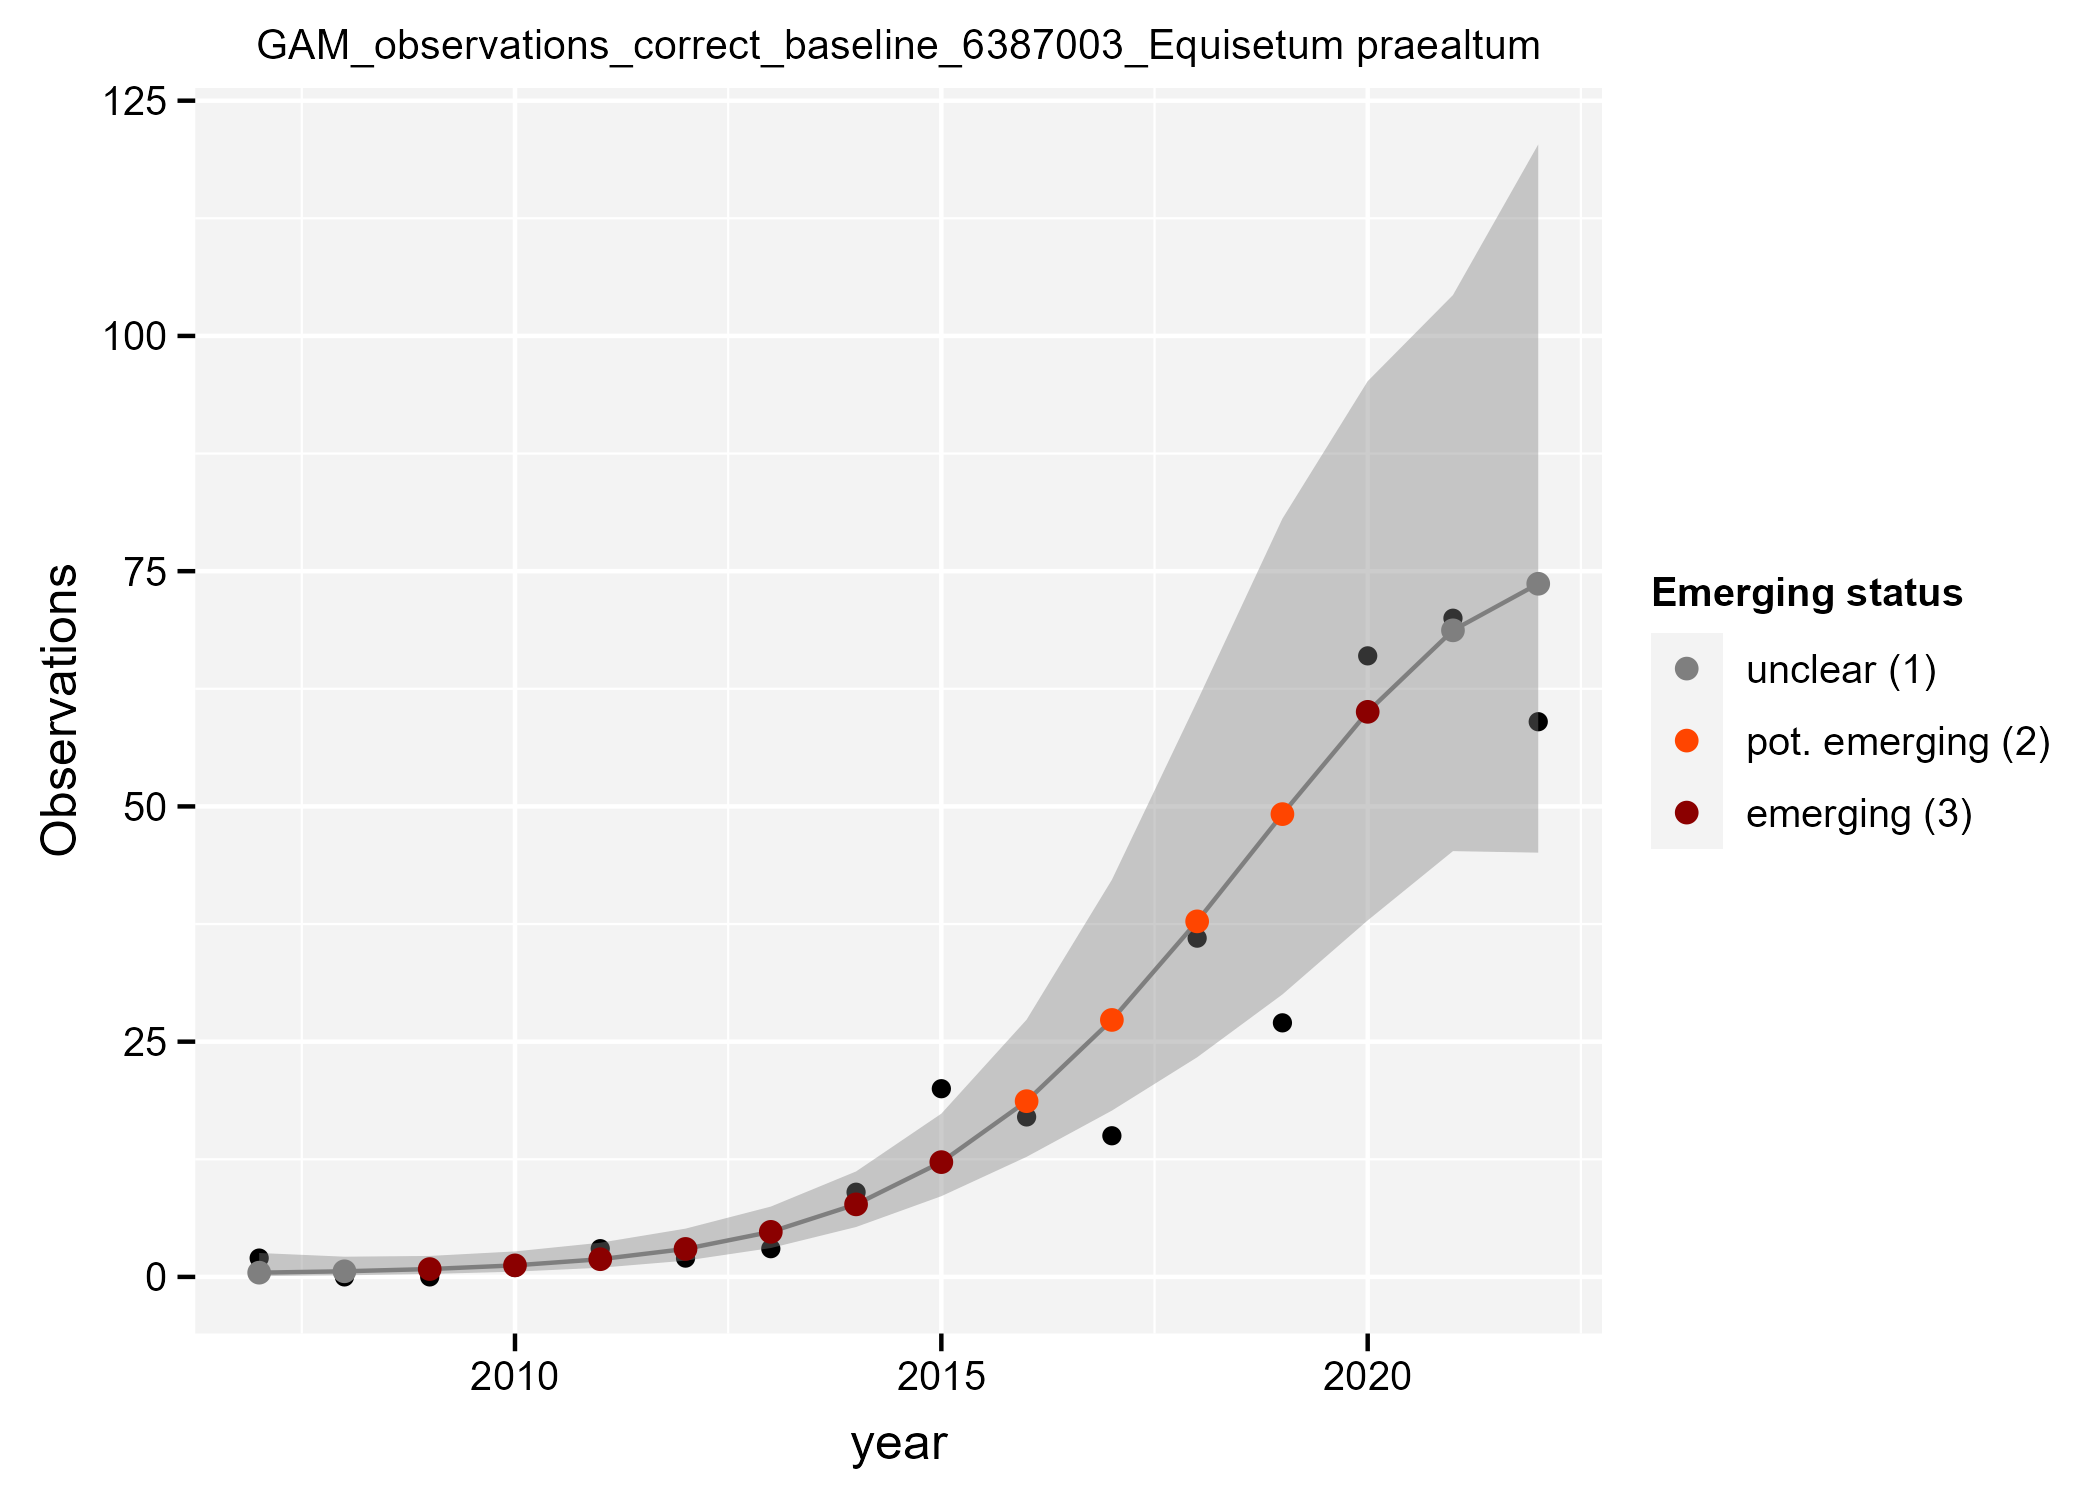 GAM_observations_correct_baseline_6387003_Equisetum praealtum
125
100
75
50
25
0
Observations
2010
2015
2020
year
Emerging status
unclear (1)
pot. emerging (2)
emerging (3)